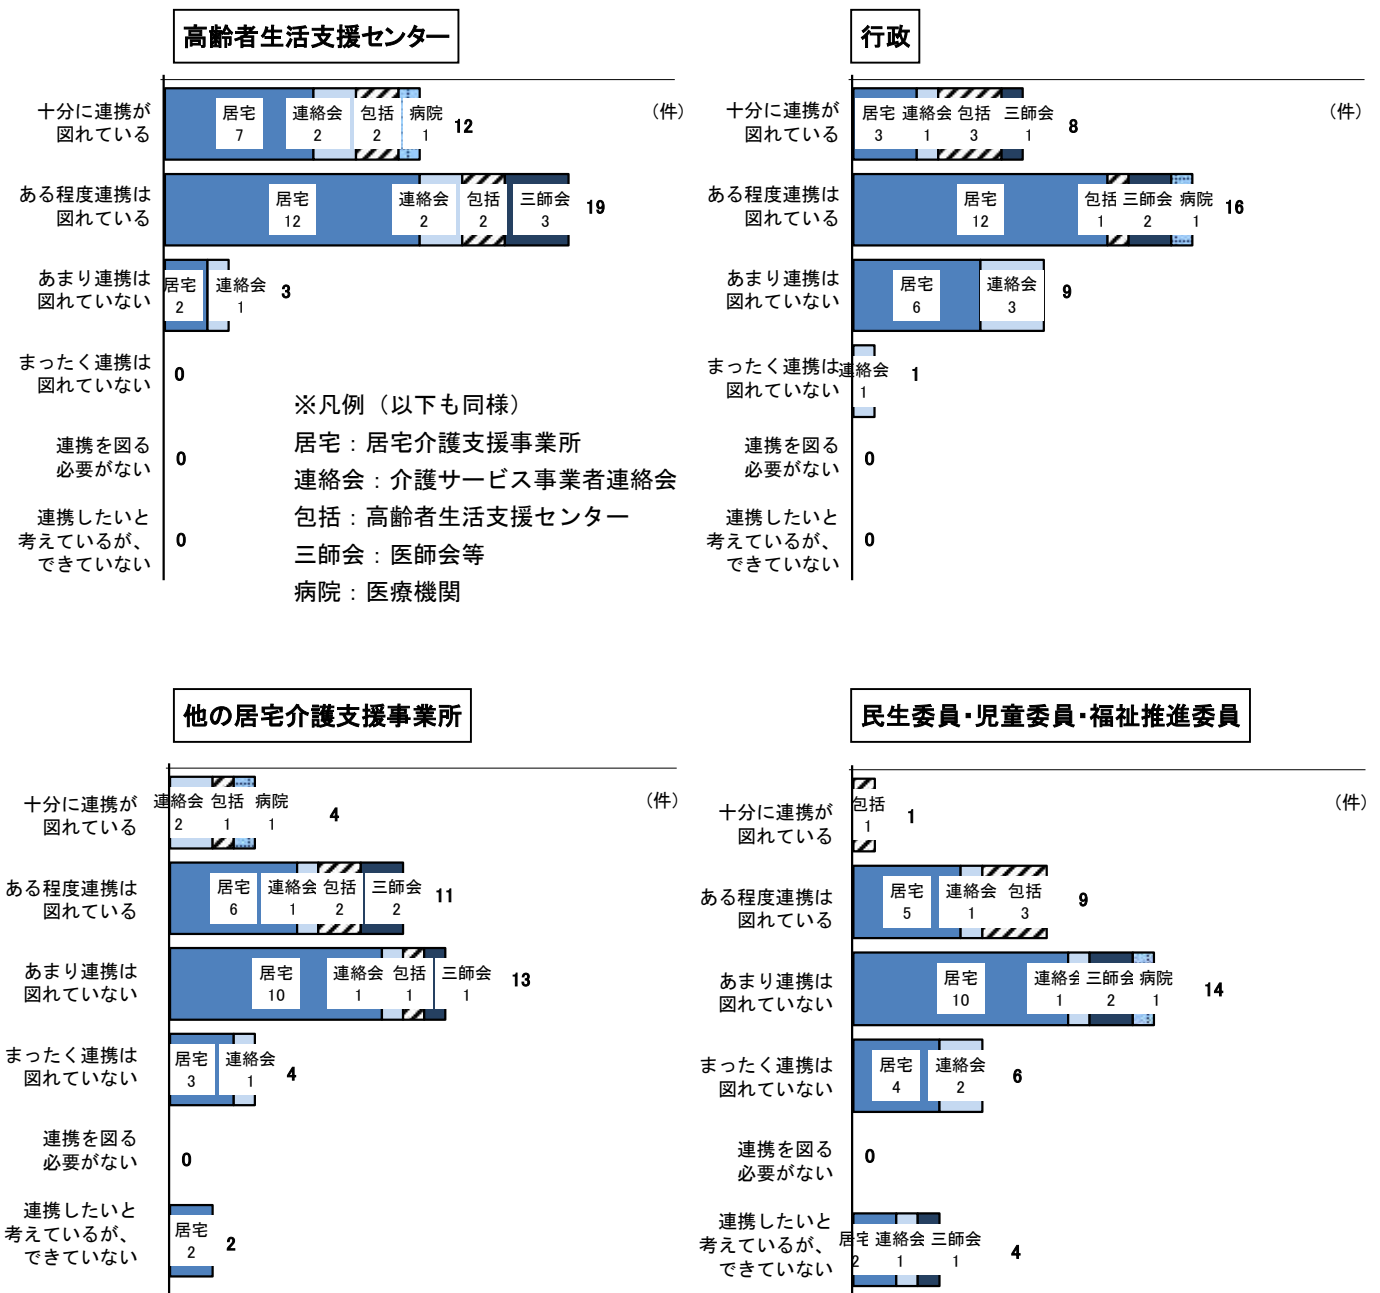 高齢者生活支援センター
(件)
十分に連携が
図れている
居宅 連絡会 包括 病院
7 2 2 1
12
ある程度連携は
図れている
居宅 連絡会 包括 三師会
12 2 2 3
19
あまり連携は
図れていない
居宅 連絡会
2 1
3
まったく連携は
図れていない
0
連携を図る
必要がない
0
連携したいと
考えているが、
できていない
0
※凡例（以下も同様）
居宅：居宅介護支援事業所
連絡会：介護サービス事業者連絡会
包括：高齢者生活支援センター
三師会：医師会等
病院：医療機関
行政
(件)
十分に連携が
図れている
居宅 連絡会 包括 三師会
3 1 3 1
8
ある程度連携は
図れている
居宅 包括 三師会 病院
12 1 2 1
16
あまり連携は
図れていない
居宅 連絡会
6 3
9
まったく連携は
図れていない
連絡会
1
1
連携を図る
必要がない
0
連携したいと
考えているが、
できていない
0
他の居宅介護支援事業所
(件)
十分に連携が
図れている
連絡会 包括 病院
2 1 1
4
ある程度連携は
図れている
居宅 連絡会 包括 三師会
6 1 2 2
11
あまり連携は
図れていない
居宅 連絡会 包括 三師会
10 1 1 1
13
まったく連携は
図れていない
居宅 連絡会
3 1
4
連携を図る
必要がない
0
連携したいと
考えているが、
できていない
居宅
2
2
民生委員・児童委員・福祉推進委員
(件)
十分に連携が
図れている
包括
1
1
ある程度連携は
図れている
居宅 連絡会 包括
5 1 3
9
あまり連携は
図れていない
居宅 連絡会 三師会 病院
10 1 2 1
14
まったく連携は
図れていない
居宅 連絡会
4 2
6
連携を図る
必要がない
0
連携したいと
考えているが、
できていない
居宅 連絡会 三師会
2 1 1
4